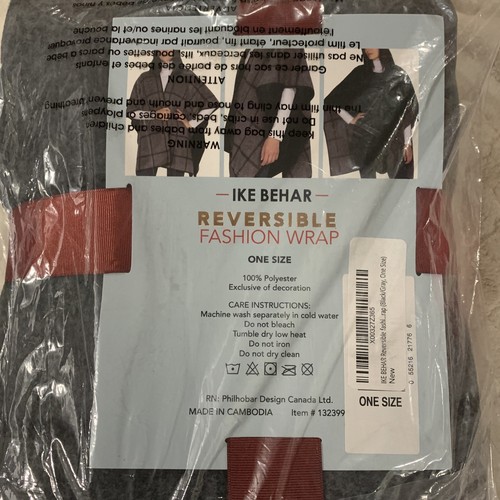 WARNING
Keep this bag away from babies and children.
Do not use in cribs, beds, carriages or playpens.
The thin film may cling to nose and mouth and prevent breathing.
ATTENTION
Garder ce sac hors de portée des bébés et enfants
Ne pas utiliser dans les berceaux, lits, poussettes ou parcs à bébé
Le film protecteur, étant fin, pourrait par inadvertance provoquer
l'étouffement en bloquant les narines ou/et la bouche
IKE BEHAR
REVERSIBLE
FASHION WRAP
ONE SIZE
100% Polyester
Exclusive of decoration
CARE INSTRUCTIONS:
Machine wash separately in cold water
Do not bleach
Tumble dry low heat
Do not iron
Do not dry clean
RN: Philhobar Design Canada Ltd.
MADE IN CAMBODIA Item # 132399
IKE BEHAR Reversible fashi...rap (Black/Gray, One Size)
New
0 55216 21776 6
ONE SIZE